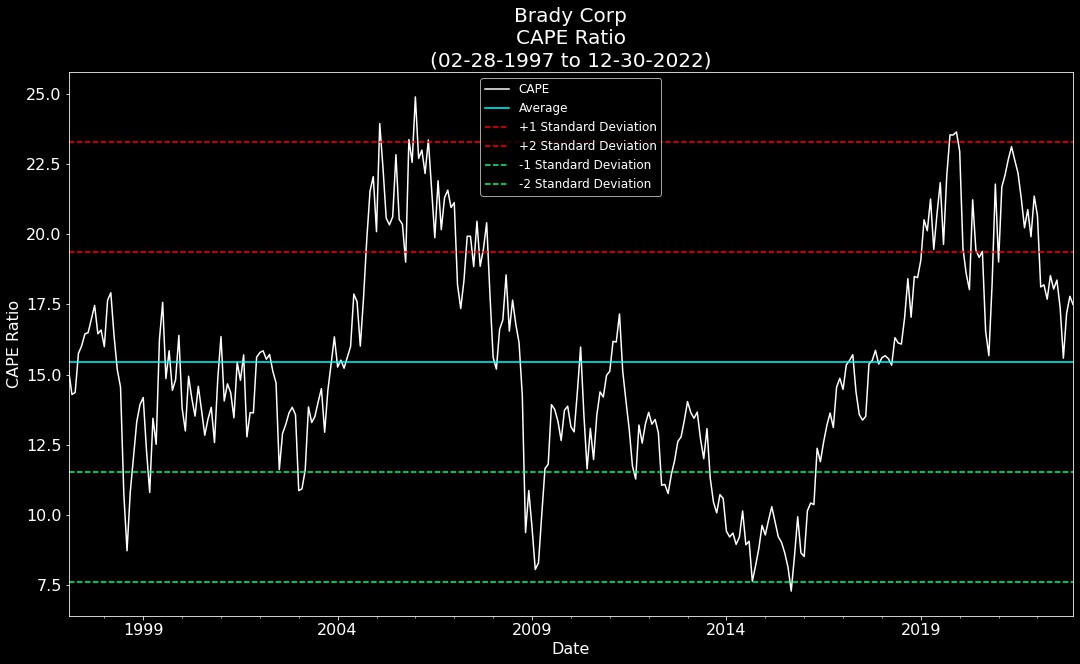 Brady Corp
CAPE Ratio
(02-28-1997 to 12-30-2022)
CAPE
Average
+1 Standard Deviation
+2 Standard Deviation
-1 Standard Deviation
-2 Standard Deviation
CAPE Ratio
25.0
22.5
20.0
17.5
15.0
12.5
10.0
7.5
1999
2004
2009
2014
2019
Date